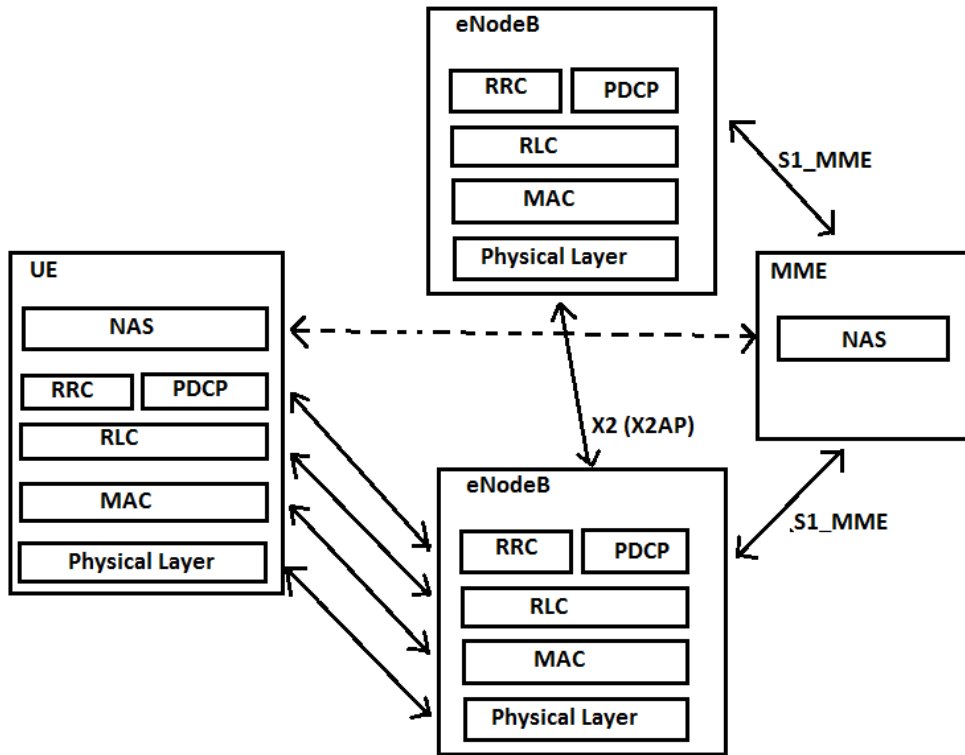 eNodeB
RRC
PDCP
RLC
MAC
Physical Layer
S1_MME
UE
NAS
RRC
PDCP
RLC
MAC
Physical Layer
MME
NAS
X2 (X2AP)
eNodeB
RRC
PDCP
RLC
MAC
Physical Layer
S1_MME